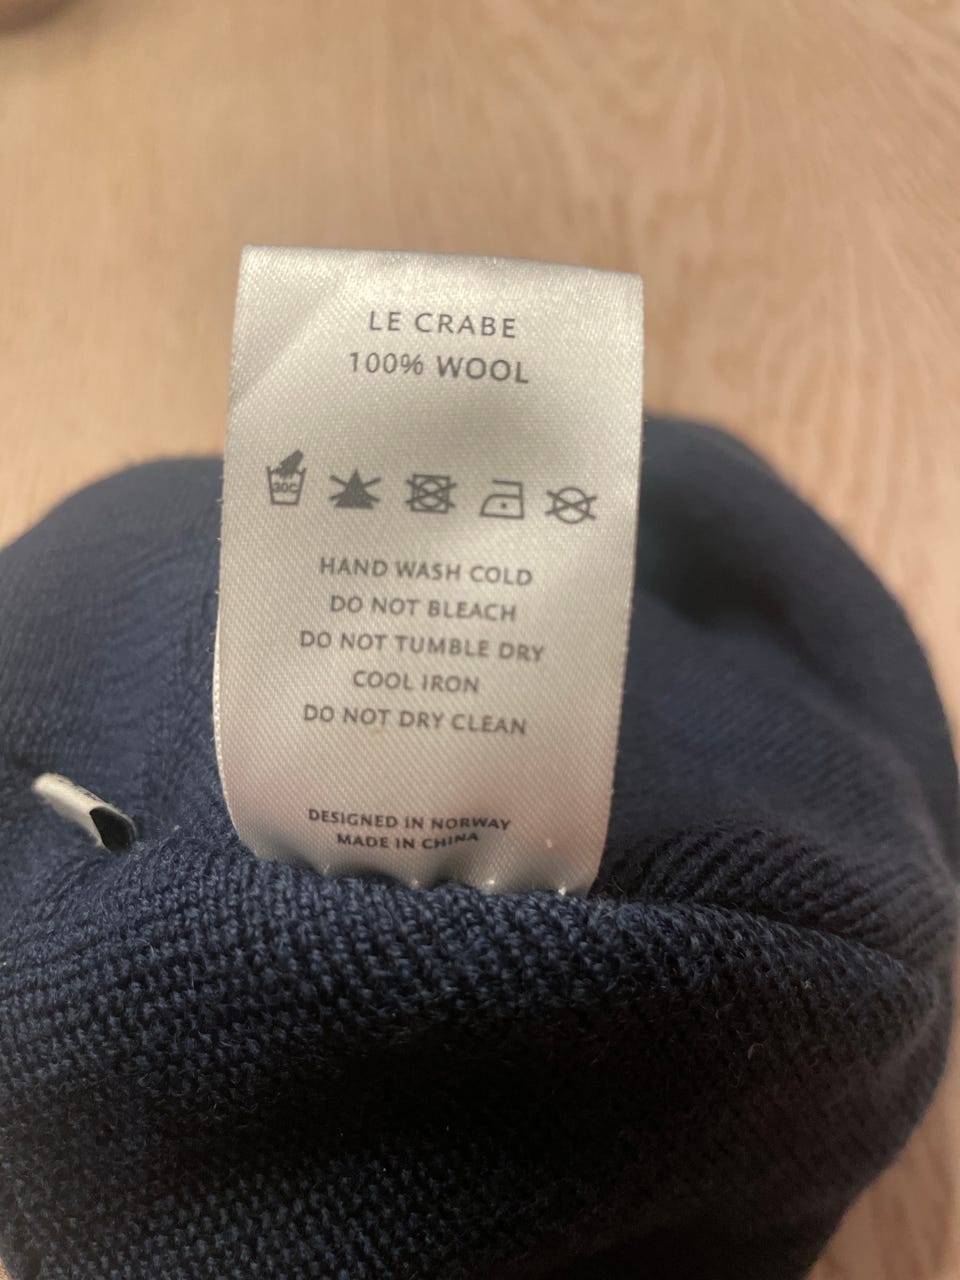 LE CRABE
100% WOOL
30C
HAND WASH COLD
DO NOT BLEACH
DO NOT TUMBLE DRY
COOL IRON
DO NOT DRY CLEAN
DESIGNED IN NORWAY
MADE IN CHINA